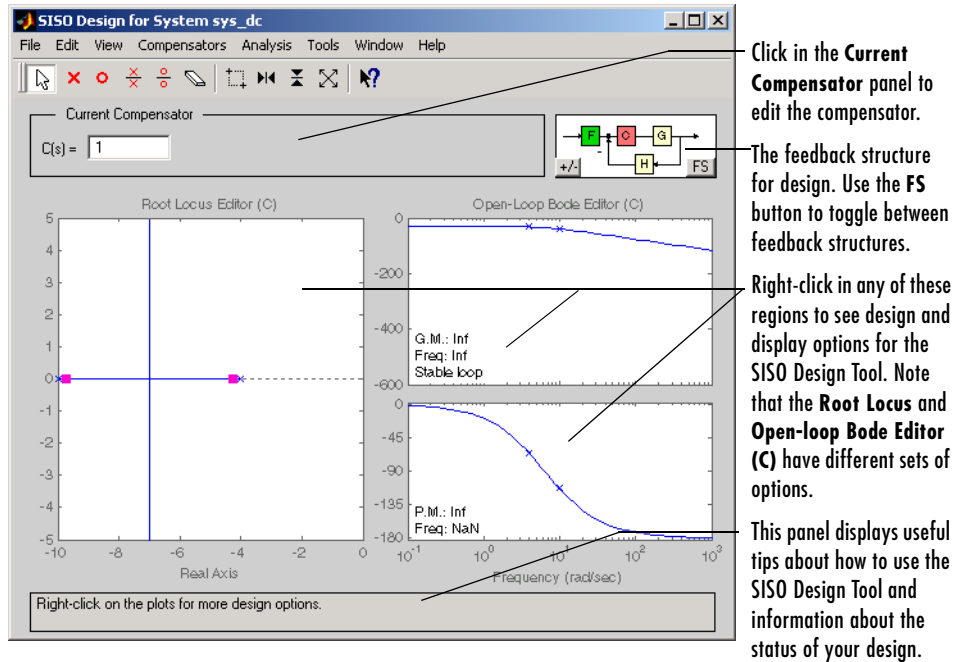 SISO Design for System sys_dc
File Edit View Compensators Analysis Tools Window Help
Current Compensator
C(s) = 1
F C G
H
+/- FS
Root Locus Editor (C)
5
4
3
2
1
0
-1
-2
-3
-4
-5
-10 -8 -6 -4 -2 0
Real Axis
Open-Loop Bode Editor (C)
0
-200
-400
-600
G.M.: Inf
Freq: Inf
Stable loop
0
-45
-90
-135
-180
P.M.: Inf
Freq: NaN
10^-1 10^0 10^1 10^2 10^3
Frequency (rad/sec)
Right-click on the plots for more design options.
Click in the Current
Compensator panel to
edit the compensator.
The feedback structure
for design. Use the FS
button to toggle between
feedback structures.
Right-click in any of these
regions to see design and
display options for the
SISO Design Tool. Note
that the Root Locus and
Open-loop Bode Editor
(C) have different sets of
options.
This panel displays useful
tips about how to use the
SISO Design Tool and
information about the
status of your design.